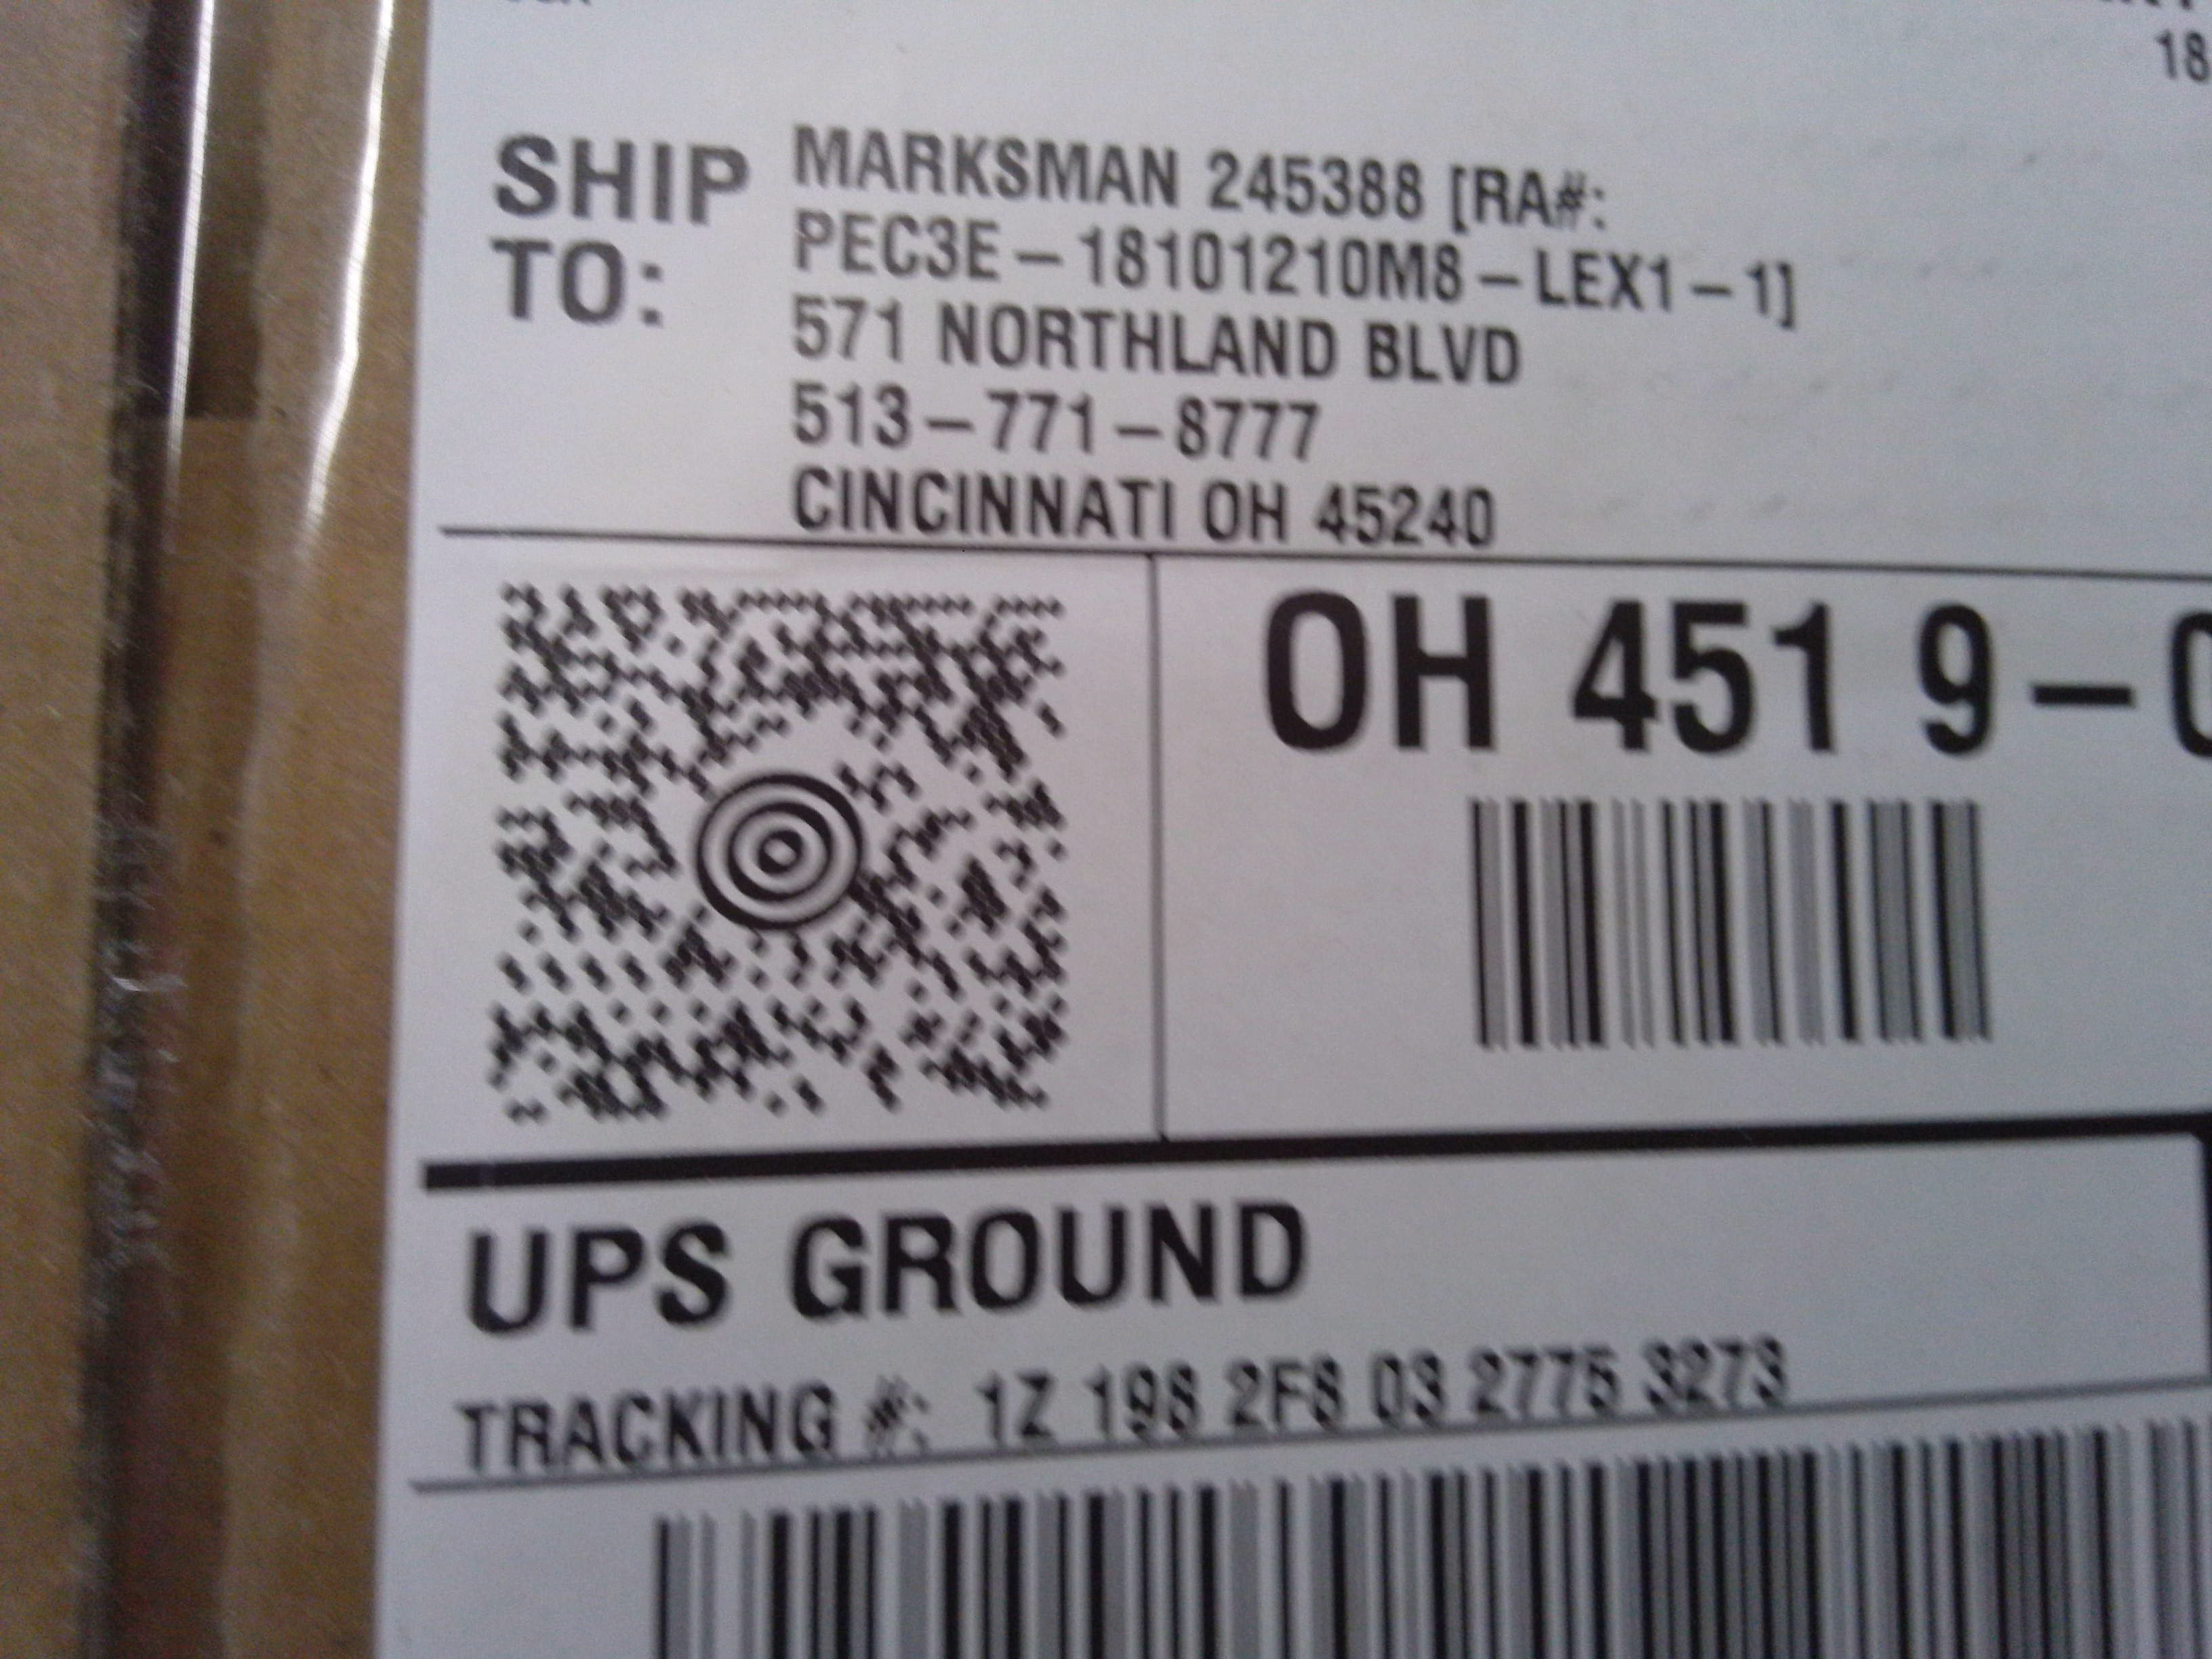 18
SHIP TO:
MARKSMAN 245388 [RA#:
PEC3E-18101210M8-LEX1-1]
571 NORTHLAND BLVD
513-771-8777
CINCINNATI OH 45240
OH 451 9-0
UPS GROUND
TRACKING #: 1Z 198 2F8 03 2775 3273